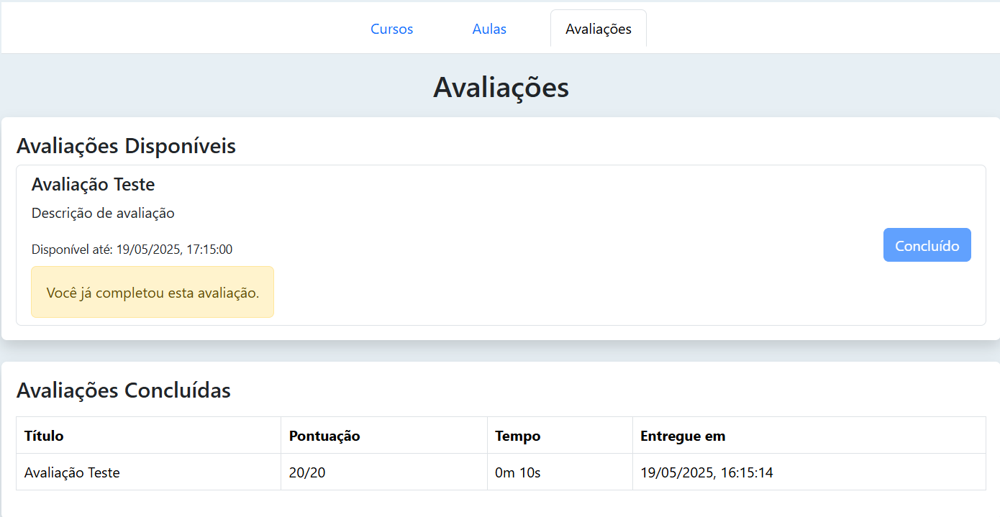 Cursos Aulas Avaliações
Avaliações
Avaliações Disponíveis
Avaliação Teste
Descrição de avaliação
Disponível até: 19/05/2025, 17:15:00
Concluído
Você já completou esta avaliação.
Avaliações Concluídas
Título Pontuação Tempo Entregue em
Avaliação Teste 20/20 0m 10s 19/05/2025, 16:15:14